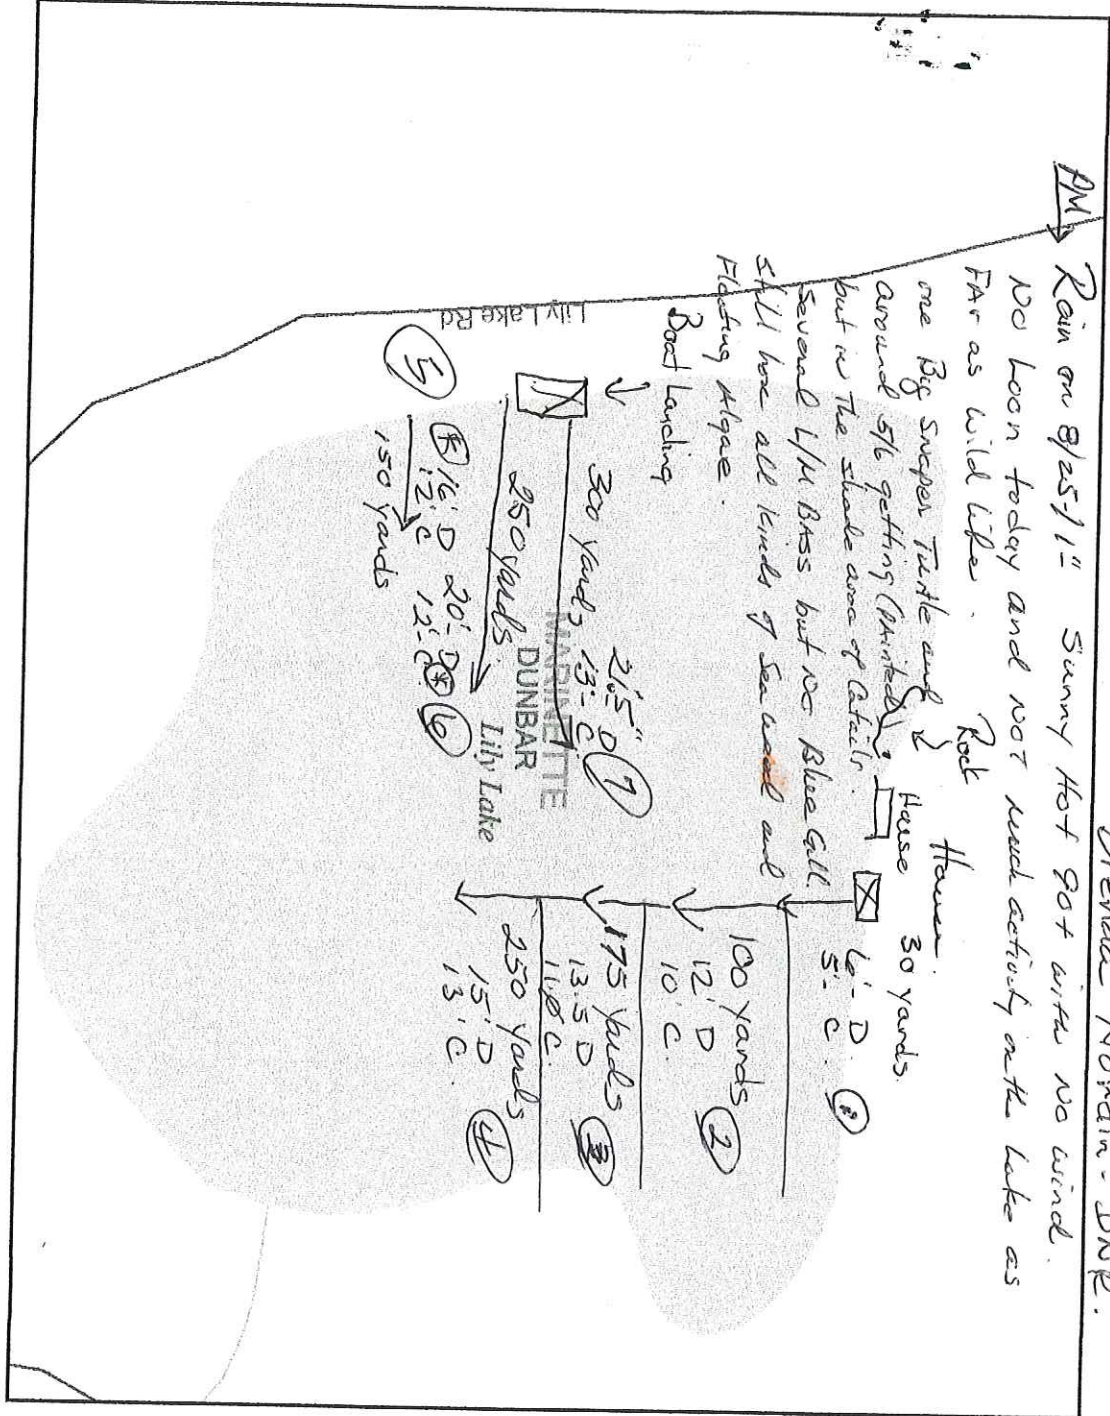 Norman - DNR.
PM → Rain on 8/25-1" Sunny Hot 90+ with No wind.
No Loon today and NOT much activity on the Lake as
FAr as wild life.
one Big Snaper Turtle and
around 5/6 getting (PAinted)
but in The shade area of Catails.
Several L/M BASS but NO Blue Gill.
Still have all kinds of Sea weed and
Floating Algae.
Rock
House.
House 30 yards.
X
6'- D.
5'- C.
100 yards
12' D
10' C.
2
175 yards
13.5 D
11.0 C.
3
250 yards
15' D
13' C.
4
Boat Landing
Lily Lake Rd
X
300 yards
21'.5" D
13'- C
7
250 yards.
MARINETTE
DUNBAR
Lily Lake
5
* 16' D
12' C
150 yards
20'- D *
12'- C
6